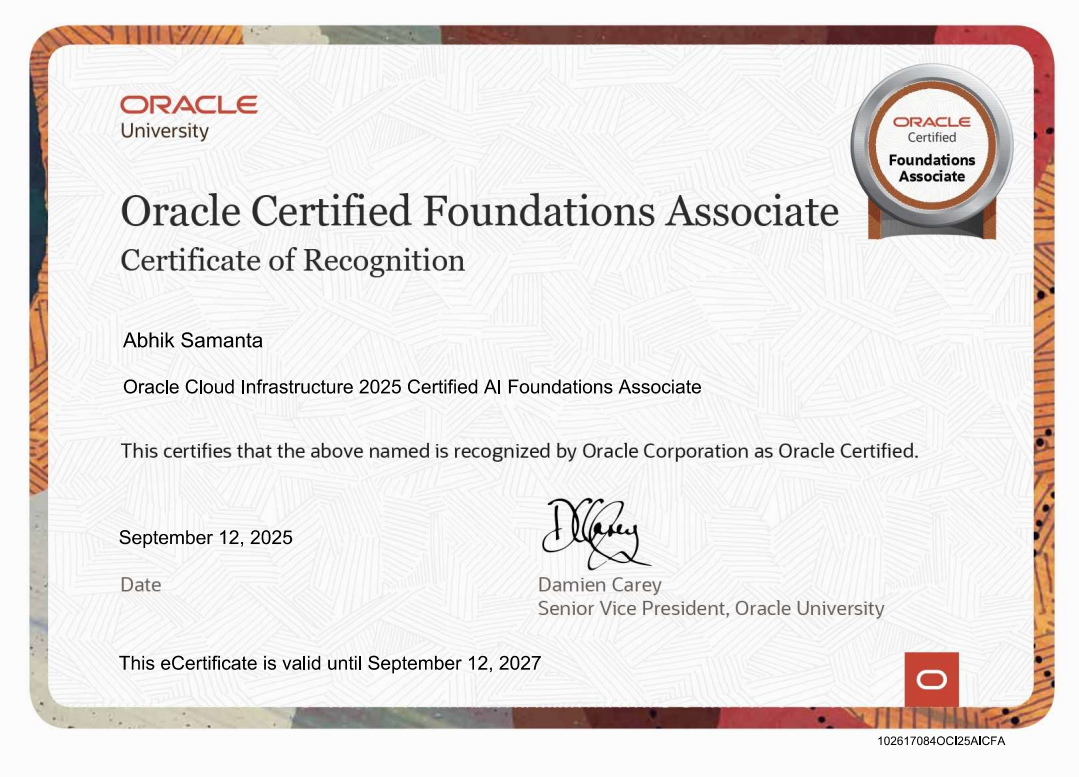 ORACLE
University
ORACLE
Certified
Foundations
Associate
Oracle Certified Foundations Associate
Certificate of Recognition
Abhik Samanta
Oracle Cloud Infrastructure 2025 Certified AI Foundations Associate
This certifies that the above named is recognized by Oracle Corporation as Oracle Certified.
September 12, 2025
DCarey
Date
Damien Carey
Senior Vice President, Oracle University
This eCertificate is valid until September 12, 2027
102617084OCI25AICFA